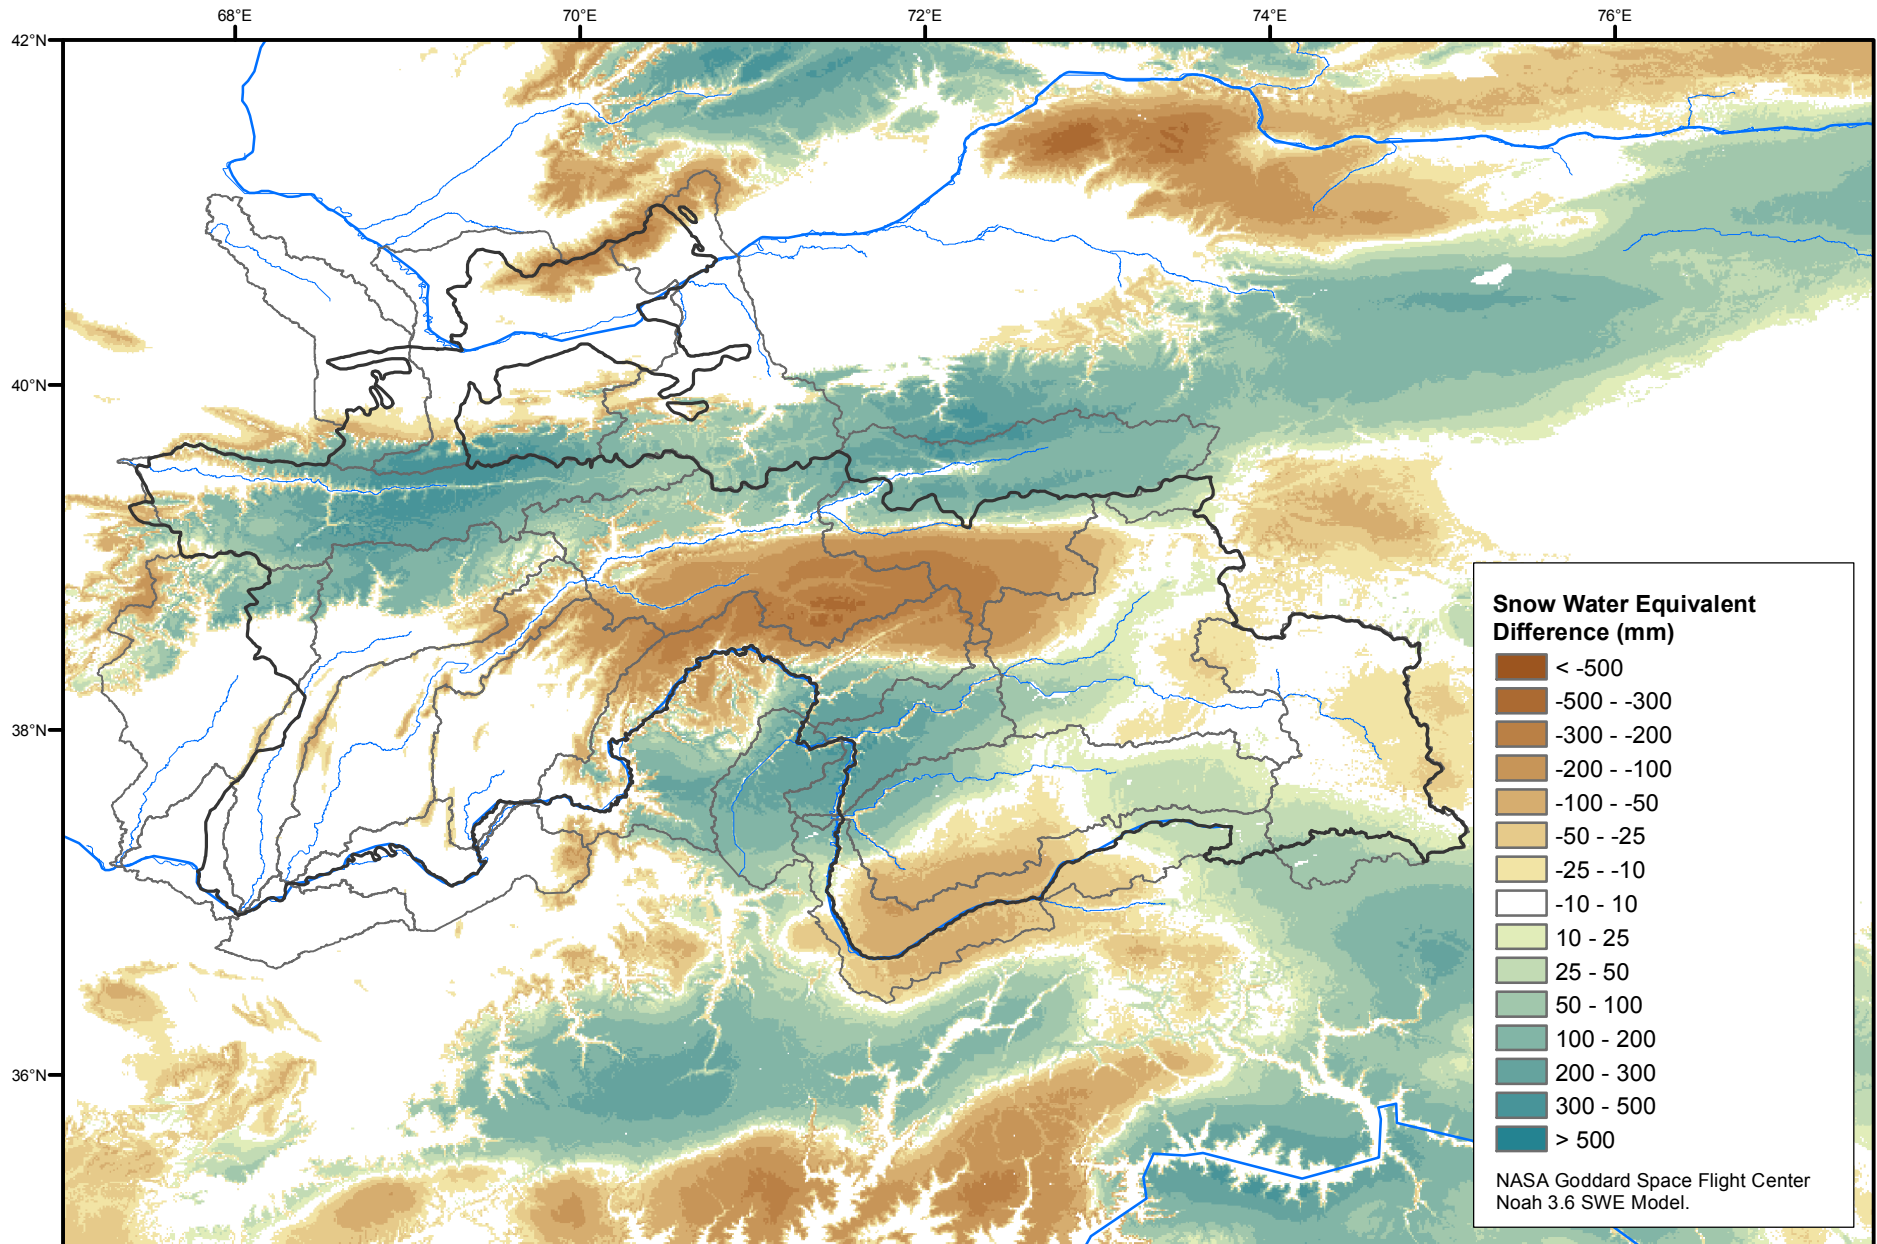 68°E
70°E
72°E
74°E
76°E
42°N
40°N
38°N
36°N
Snow Water Equivalent
Difference (mm)
< -500
-500 - -300
-300 - -200
-200 - -100
-100 - -50
-50 - -25
-25 - -10
-10 - 10
10 - 25
25 - 50
50 - 100
100 - 200
200 - 300
300 - 500
> 500
NASA Goddard Space Flight Center
Noah 3.6 SWE Model.